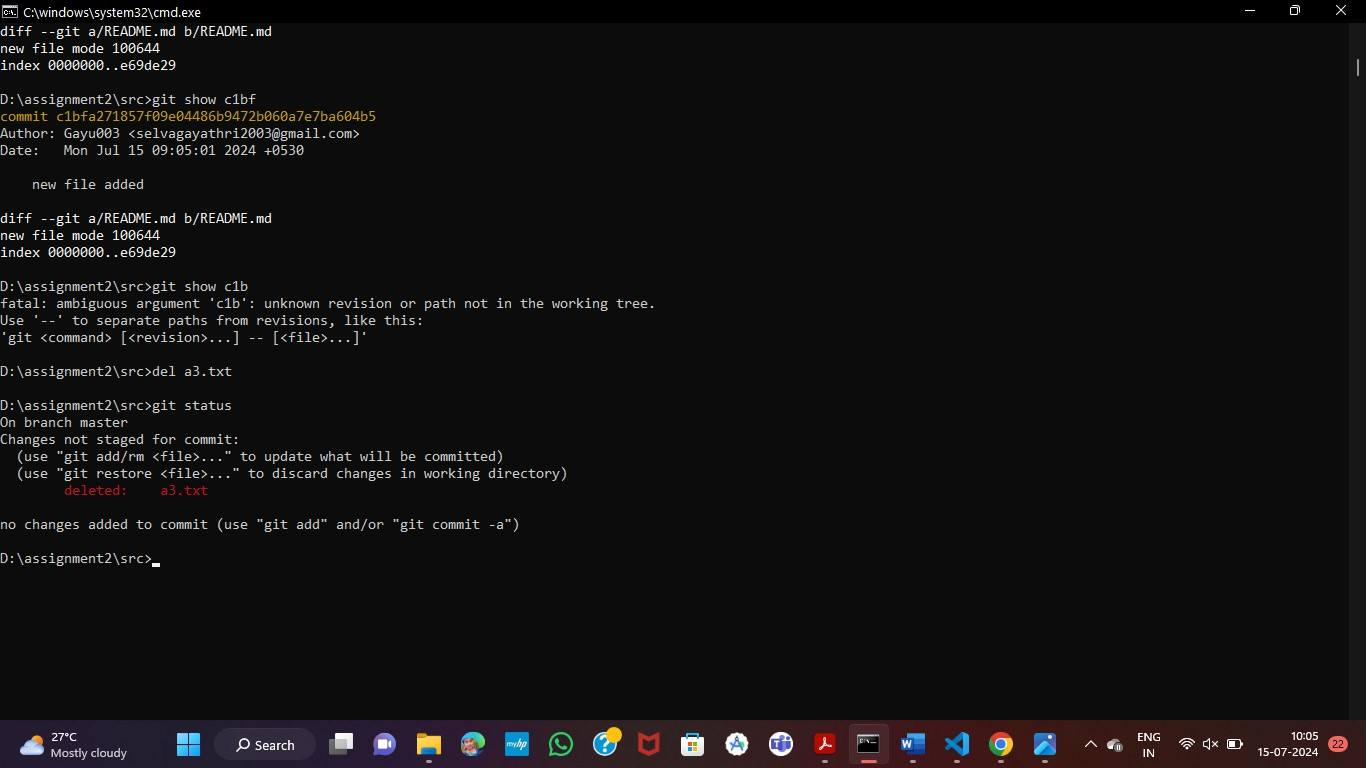 C:\windows\system32\cmd.exe
diff --git a/README.md b/README.md
new file mode 100644
index 0000000..e69de29
D:\assignment2\src>git show c1bf
commit c1bfa271857f09e04486b9472b060a7e7ba604b5
Author: Gayu003 <selvagayathri2003@gmail.com>
Date:   Mon Jul 15 09:05:01 2024 +0530
    new file added
diff --git a/README.md b/README.md
new file mode 100644
index 0000000..e69de29
D:\assignment2\src>git show c1b
fatal: ambiguous argument 'c1b': unknown revision or path not in the working tree.
Use '--' to separate paths from revisions, like this:
'git <command> [<revision>...] -- [<file>...]'
D:\assignment2\src>del a3.txt
D:\assignment2\src>git status
On branch master
Changes not staged for commit:
  (use "git add/rm <file>..." to update what will be committed)
  (use "git restore <file>..." to discard changes in working directory)
        deleted:    a3.txt
no changes added to commit (use "git add" and/or "git commit -a")
D:\assignment2\src>
27°C
Mostly cloudy
Search
myhp
ENG
IN
10:05
15-07-2024
22